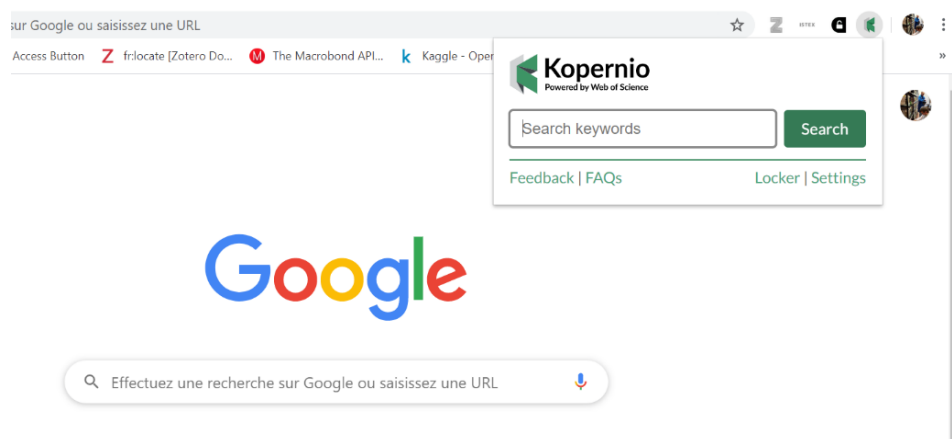 sur Google ou saisissez une URL
Access Button Z fr:locate [Zotero Do... M The Macrobond API... k Kaggle - Oper
»
Kopernio
Powered by Web of Science
Search keywords Search
Feedback | FAQs Locker | Settings
Google
Effectuez une recherche sur Google ou saisissez une URL